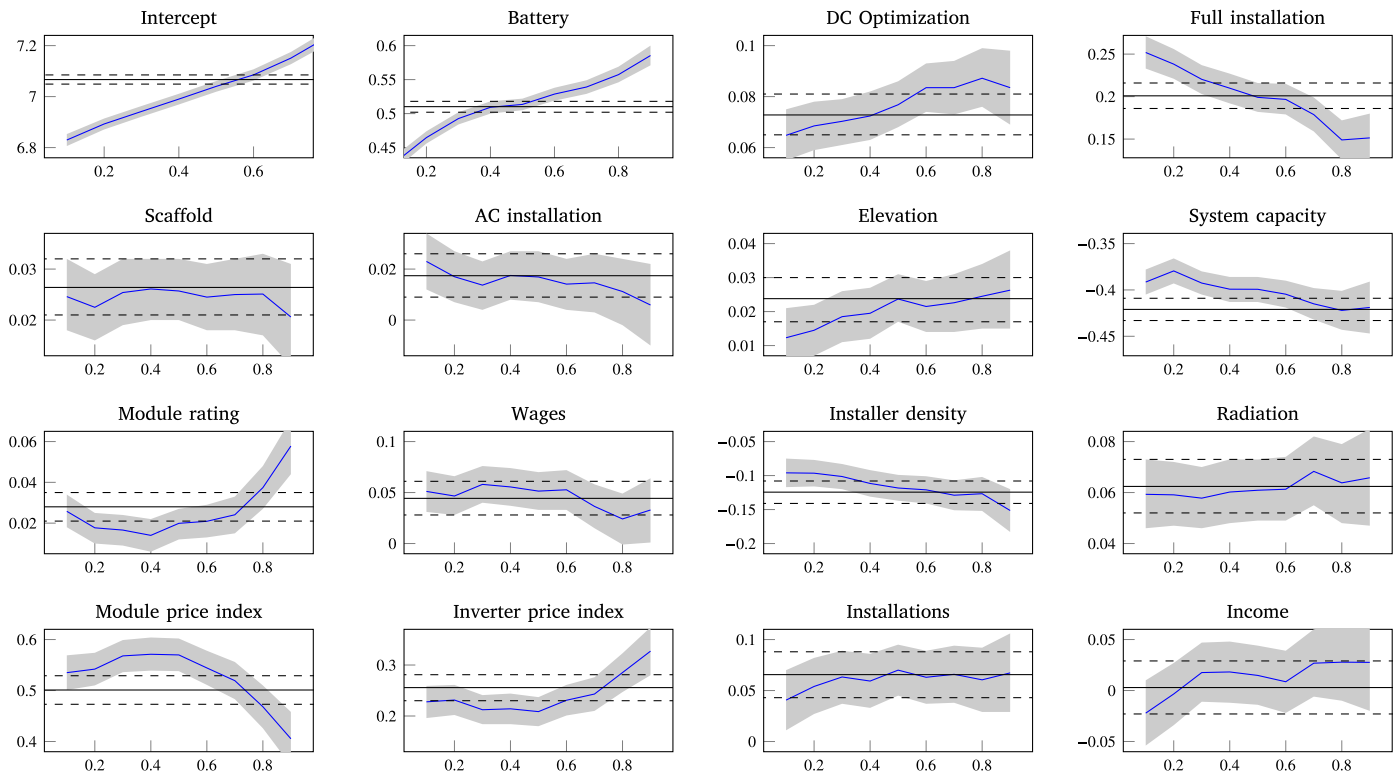 Intercept Battery DC Optimization Full installation
7.2 7 6.8 0.6 0.55 0.5 0.45 0.1 0.08 0.06 0.25 0.2 0.15
0.2 0.4 0.6 0.2 0.4 0.6 0.8 0.2 0.4 0.6 0.8 0.2 0.4 0.6 0.8
Scaffold AC installation Elevation System capacity
0.03 0.02 0.02 0 0.04 0.03 0.02 0.01 −0.35 −0.4 −0.45
0.2 0.4 0.6 0.8 0.2 0.4 0.6 0.8 0.2 0.4 0.6 0.8 0.2 0.4 0.6 0.8
Module rating Wages Installer density Radiation
0.06 0.04 0.02 0.1 0.05 0 −0.05 −0.1 −0.15 −0.2 0.08 0.06 0.04
0.2 0.4 0.6 0.8 0.2 0.4 0.6 0.8 0.2 0.4 0.6 0.8 0.2 0.4 0.6 0.8
Module price index Inverter price index Installations Income
0.6 0.5 0.4 0.3 0.2 0.1 0.05 0 0.05 0 −0.05
0.2 0.4 0.6 0.8 0.2 0.4 0.6 0.8 0.2 0.4 0.6 0.8 0.2 0.4 0.6 0.8